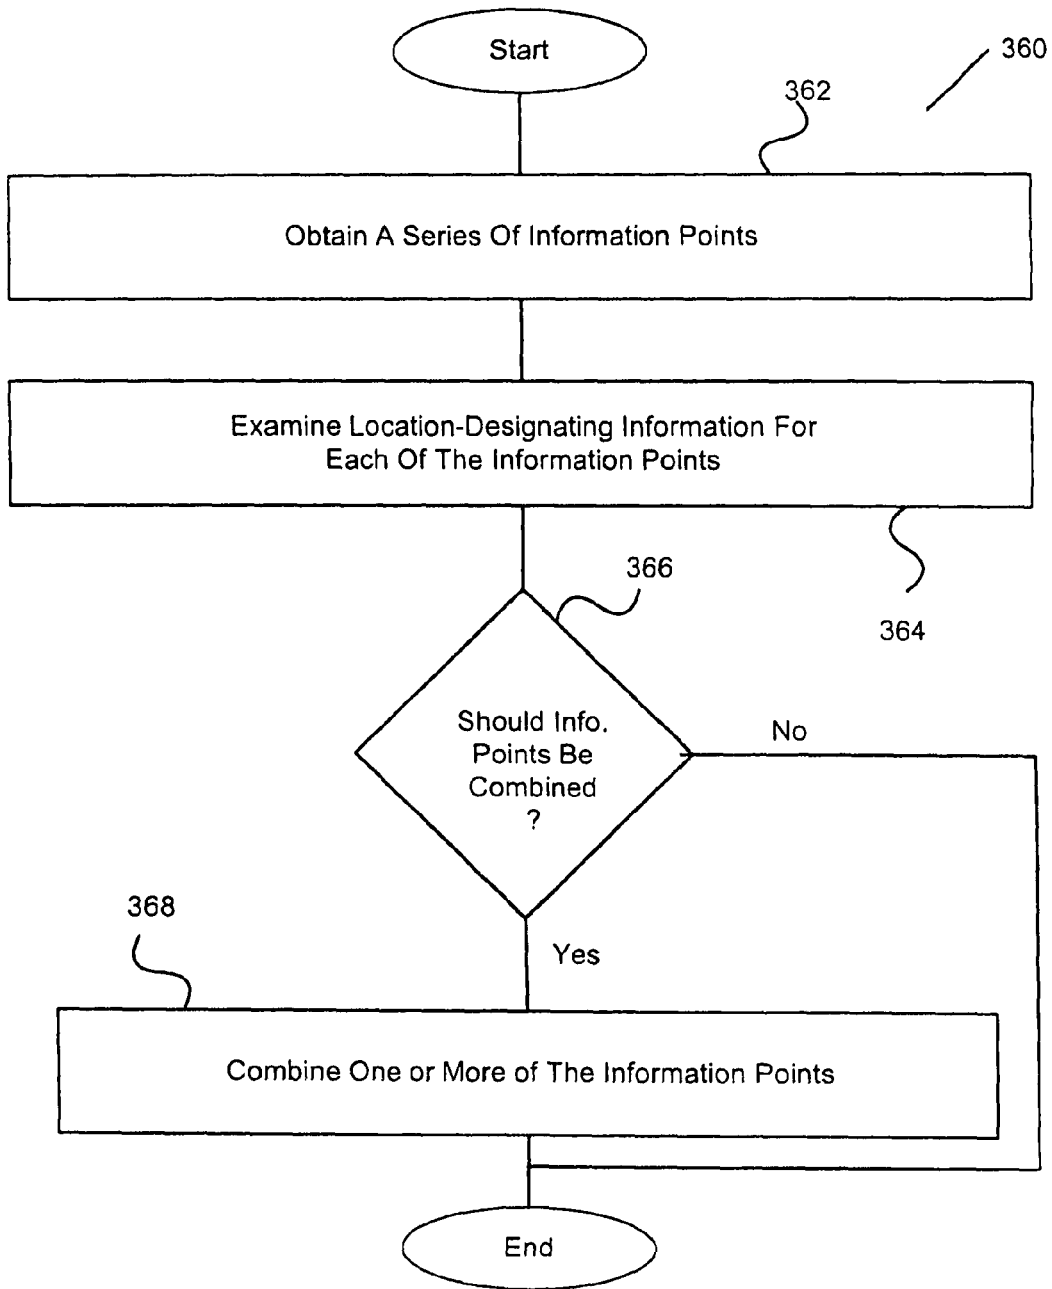 Start
360
362
Obtain A Series Of Information Points
Examine Location-Designating Information For
Each Of The Information Points
366
364
Should Info.
Points Be
Combined
?
No
368
Yes
Combine One or More of The Information Points
End